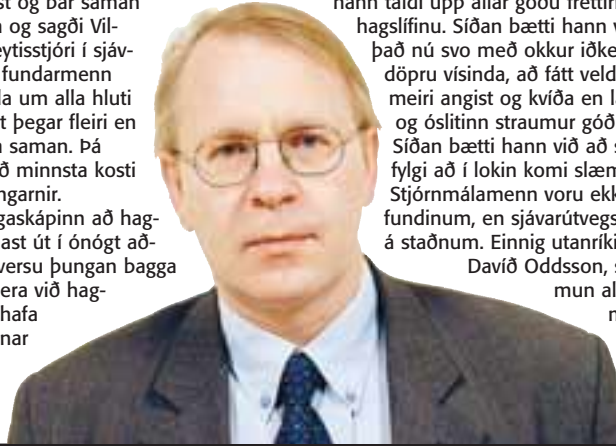 st og bar saman
og sagði Vil-
eytisstjóri í sjáv-
fundarmenn
la um alla hluti
t þegar fleiri en
saman. Þá
ð minnsta kosti
ngarnir.
gaskápinn að hag-
ast út í ónógt að-
versu þungan bagga
era við hag-
hafa
nar
hann taldi upp allar góðu fréttir
hagslífinu. Síðan bætti hann v
það nú svo með okkur iðke
döpru vísinda, að fátt veld
meiri angist og kvíða en l
og óslitinn straumur góð
Síðan bætti hann við að s
fylgi að í lokin komi slæm
Stjórnmálamenn voru ekk
fundinum, en sjávarútvegs
á staðnum. Einnig utanríki
Davíð Oddsson, s
mun al